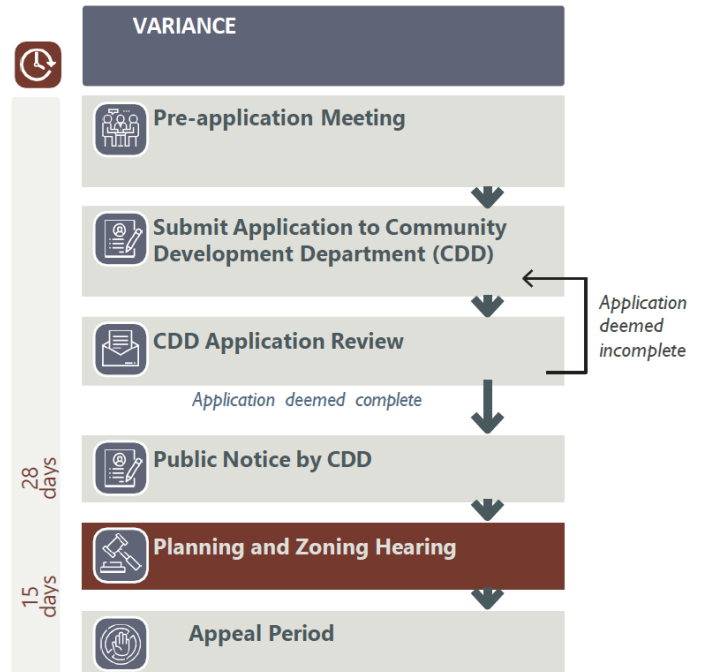 VARIANCE
Pre-application Meeting
Submit Application to Community
Development Department (CDD)
Application
deemed
incomplete
CDD Application Review
Application deemed complete
28
days
Public Notice by CDD
Planning and Zoning Hearing
15
days
Appeal Period